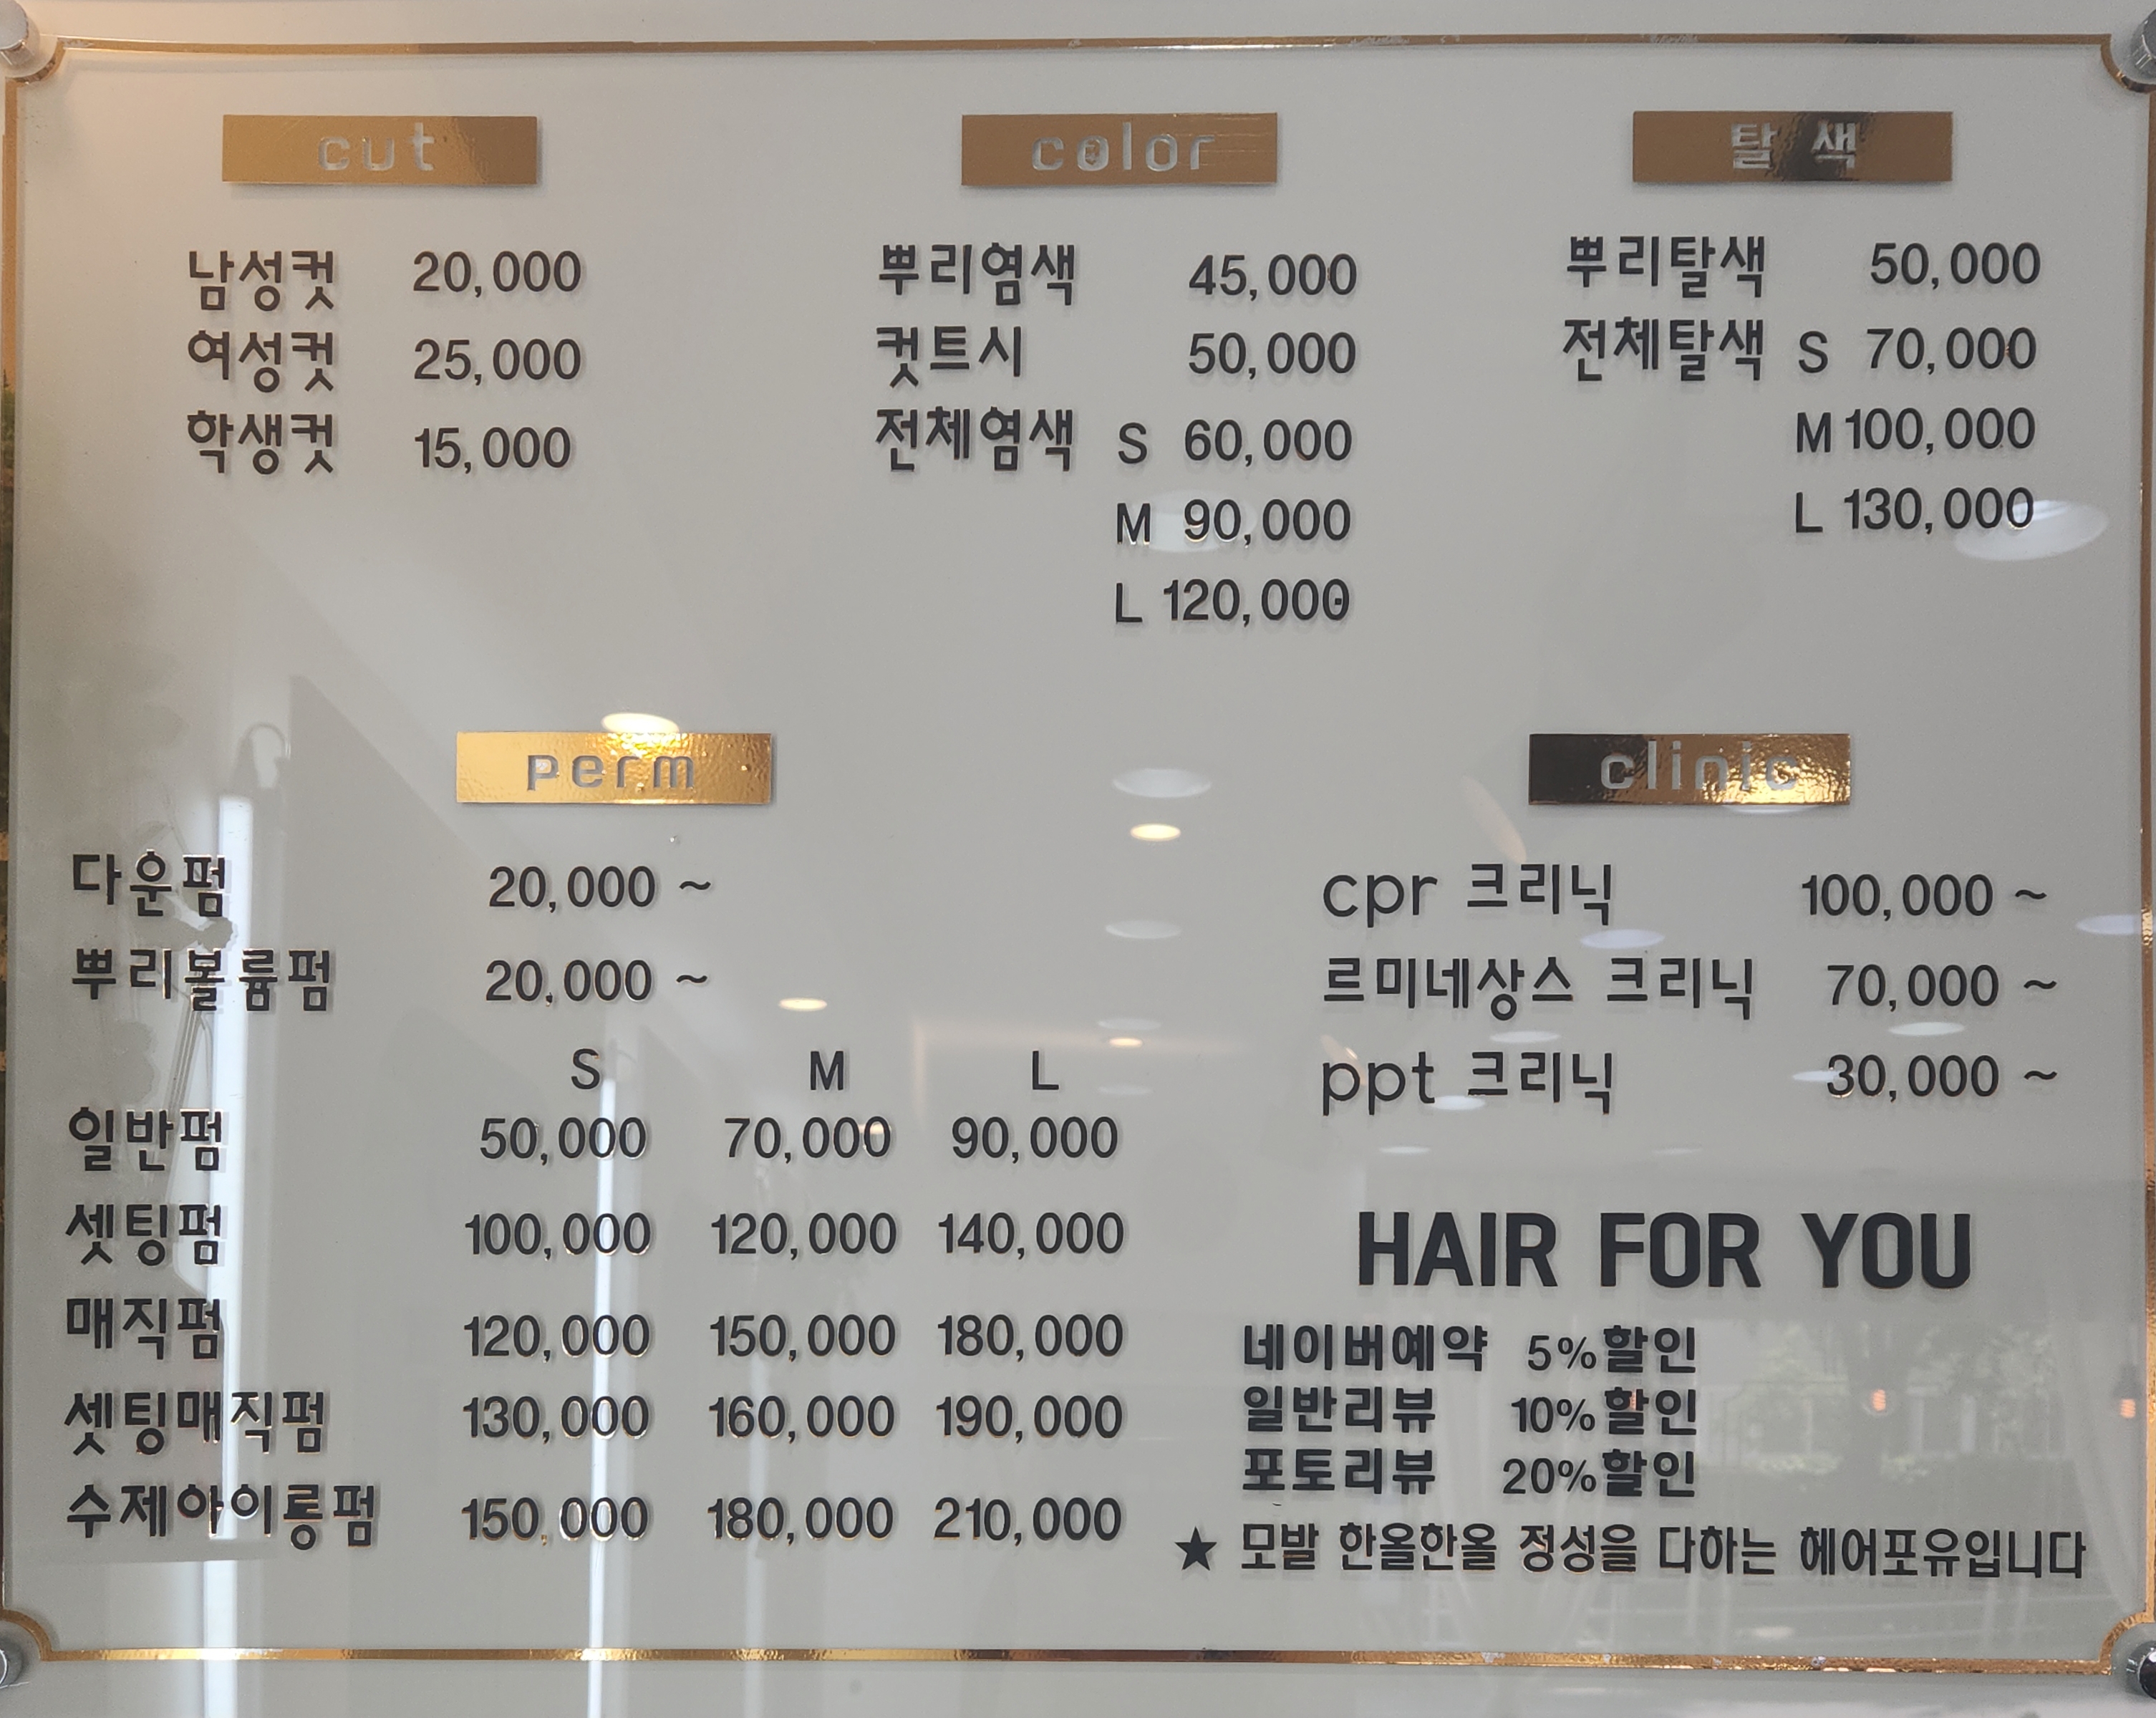 cut
남성컷 20,000
여성컷 25,000
학생컷 15,000
color
뿌리염색 45,000
컷트시 50,000
전체염색 S 60,000
M 90,000
L 120,000
탈색
뿌리탈색 50,000
전체탈색 S 70,000
M 100,000
L 130,000
perm
다운펌 20,000 ~
뿌리볼륨펌 20,000 ~
S M L
일반펌 50,000 70,000 90,000
셋팅펌 100,000 120,000 140,000
매직펌 120,000 150,000 180,000
셋팅매직펌 130,000 160,000 190,000
수제아이롱펌 150,000 180,000 210,000
clinic
cpr 크리닉 100,000 ~
르미네상스 크리닉 70,000 ~
ppt 크리닉 30,000 ~
HAIR FOR YOU
네이버예약 5%할인
일반리뷰 10%할인
포토리뷰 20%할인
★ 모발 한올한올 정성을 다하는 헤어포유입니다